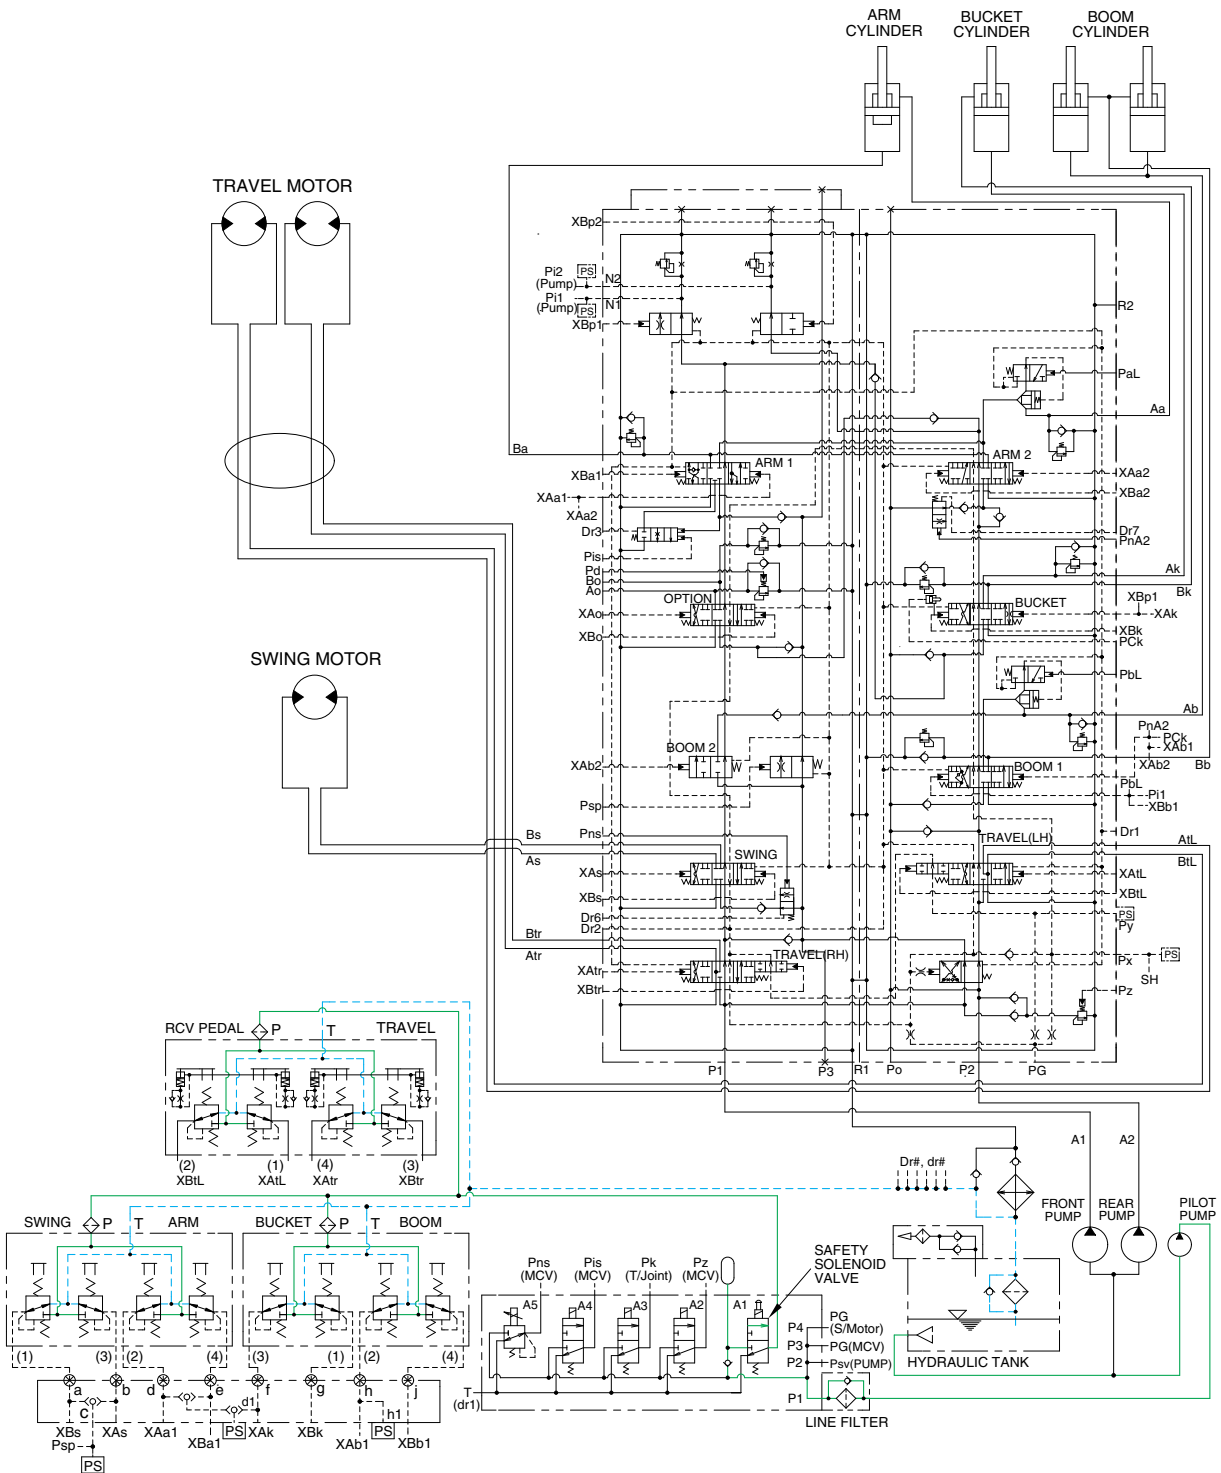 ARM
CYLINDER
BUCKET
CYLINDER
BOOM
CYLINDER
TRAVEL MOTOR
XBp2
Pi2
(Pump)
PS
N2
Pi1
(Pump)
PS
N1
XBp1
R2
PaL
Aa
Ba
ARM 1
ARM 2
XBa1
XAa1
XAa2
XAa2
XBa2
Dr3
Dr7
PnA2
Pis
Pd
Bo
Ao
Ak
Bk
OPTION
BUCKET
XBp1
XAo
XAk
XBo
XBk
PCk
SWING MOTOR
PbL
Ab
PnA2
PCk
XAb1
XAb2
Bb
BOOM 2
BOOM 1
XAb2
PbL
Pi1
XBb1
Psp
Bs
Pns
Dr1
As
SWING
TRAVEL(LH)
AtL
BtL
XAs
XAtL
XBs
XBtL
Dr6
Dr2
PS
Py
Btr
Atr
TRAVEL(RH)
Px
PS
SH
XAtr
XBtr
Pz
P1
P3
R1
Po
P2
PG
RCV PEDAL
P
T
TRAVEL
(2)
(1)
(4)
(3)
XBtL
XAtL
XAtr
XBtr
A1
A2
Dr#, dr#
FRONT
PUMP
REAR
PUMP
PILOT
PUMP
SWING
P
T
ARM
BUCKET
P
T
BOOM
(1)
(3)
(2)
(4)
(3)
(1)
(2)
(4)
a
b
d
e
f
g
h
j
c
d1
h1
XBs
XAs
XAa1
XBa1
PS
XAk
XBk
XAb1
PS
XBb1
Psp
PS
Pns
(MCV)
Pis
(MCV)
Pk
(T/Joint)
Pz
(MCV)
SAFETY
SOLENOID
VALVE
A5
A4
A3
A2
A1
P4
PG
(S/Motor)
P3
PG(MCV)
P2
Psv(PUMP)
P1
T
(dr1)
LINE FILTER
HYDRAULIC TANK